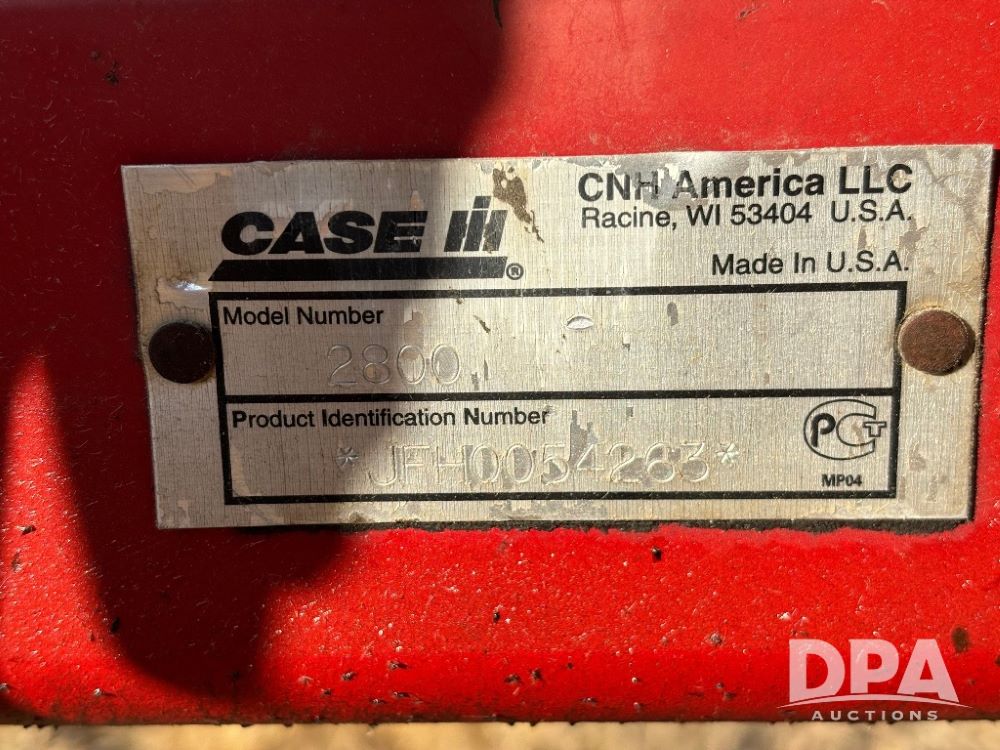 CASE IH ®
CNH America LLC
Racine, WI 53404 U.S.A.
Made In U.S.A.
Model Number
2800
Product Identification Number
*JFH0054263*
PCT
MP04
DPA
AUCTIONS